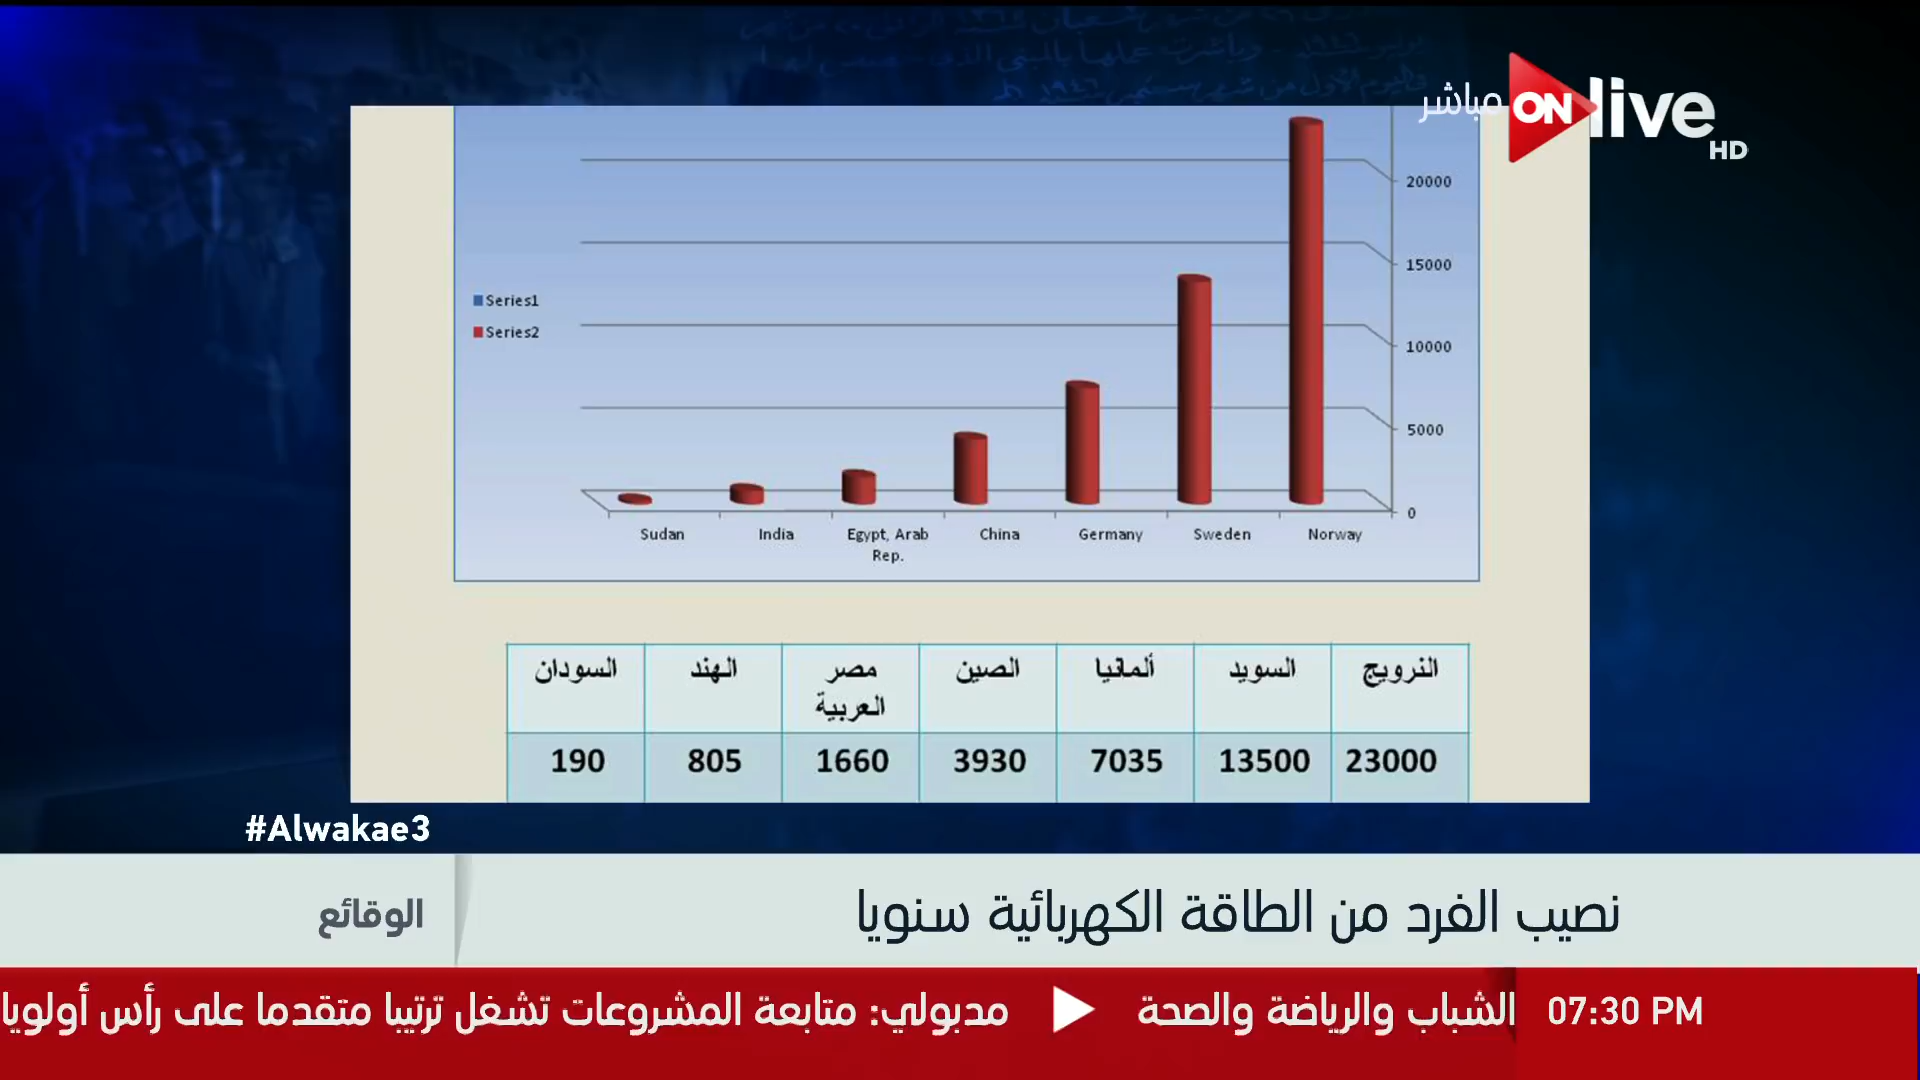 مباشر ON live
HD
20000
15000
10000
5000
0
Series1
Series2
Sudan India Egypt, Arab Rep. China Germany Sweden Norway
السودان الهند مصر العربية الصين ألمانيا السويد النرويج
190 805 1660 3930 7035 13500 23000
#Alwakae3
نصيب الفرد من الطاقة الكهربائية سنويا
الوقائع
07:30 PM
الشباب والرياضة والصحة
مدبولي: متابعة المشروعات تشغل ترتيبا متقدما على رأس